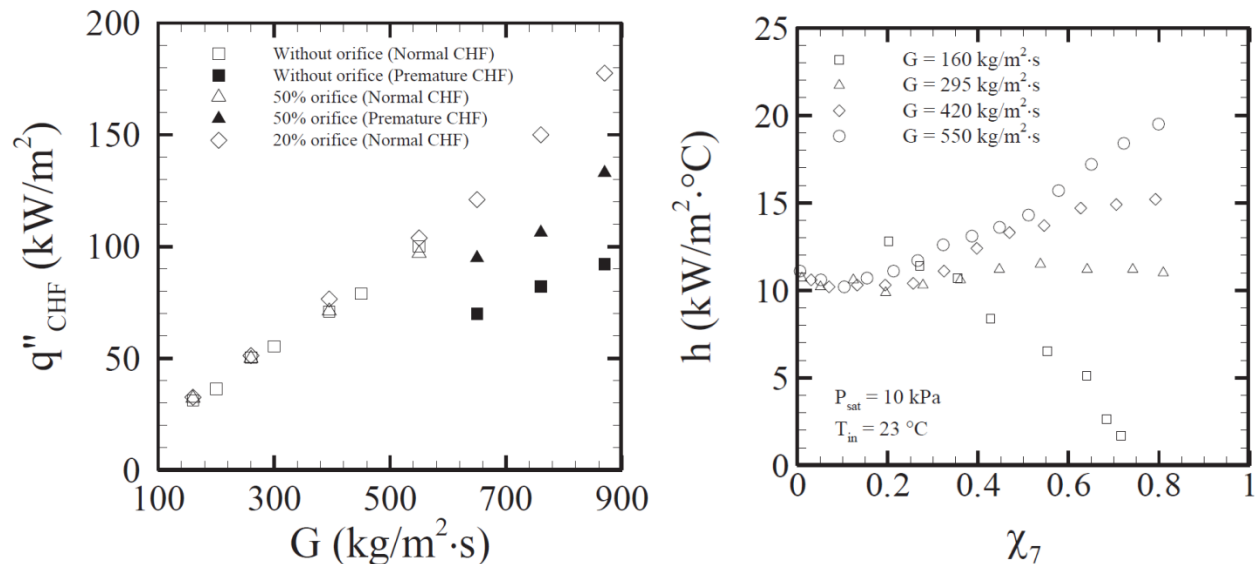 200
150
100
50
0
q"CHF (kW/m²)
Without orifice (Normal CHF)
Without orifice (Premature CHF)
50% orifice (Normal CHF)
50% orifice (Premature CHF)
20% orifice (Normal CHF)
100 300 500 700 900
G (kg/m²·s)
25
20
15
10
5
0
h (kW/m²·°C)
G = 160 kg/m²·s
G = 295 kg/m²·s
G = 420 kg/m²·s
G = 550 kg/m²·s
Psat = 10 kPa
Tin = 23 °C
0 0.2 0.4 0.6 0.8 1
χ₇